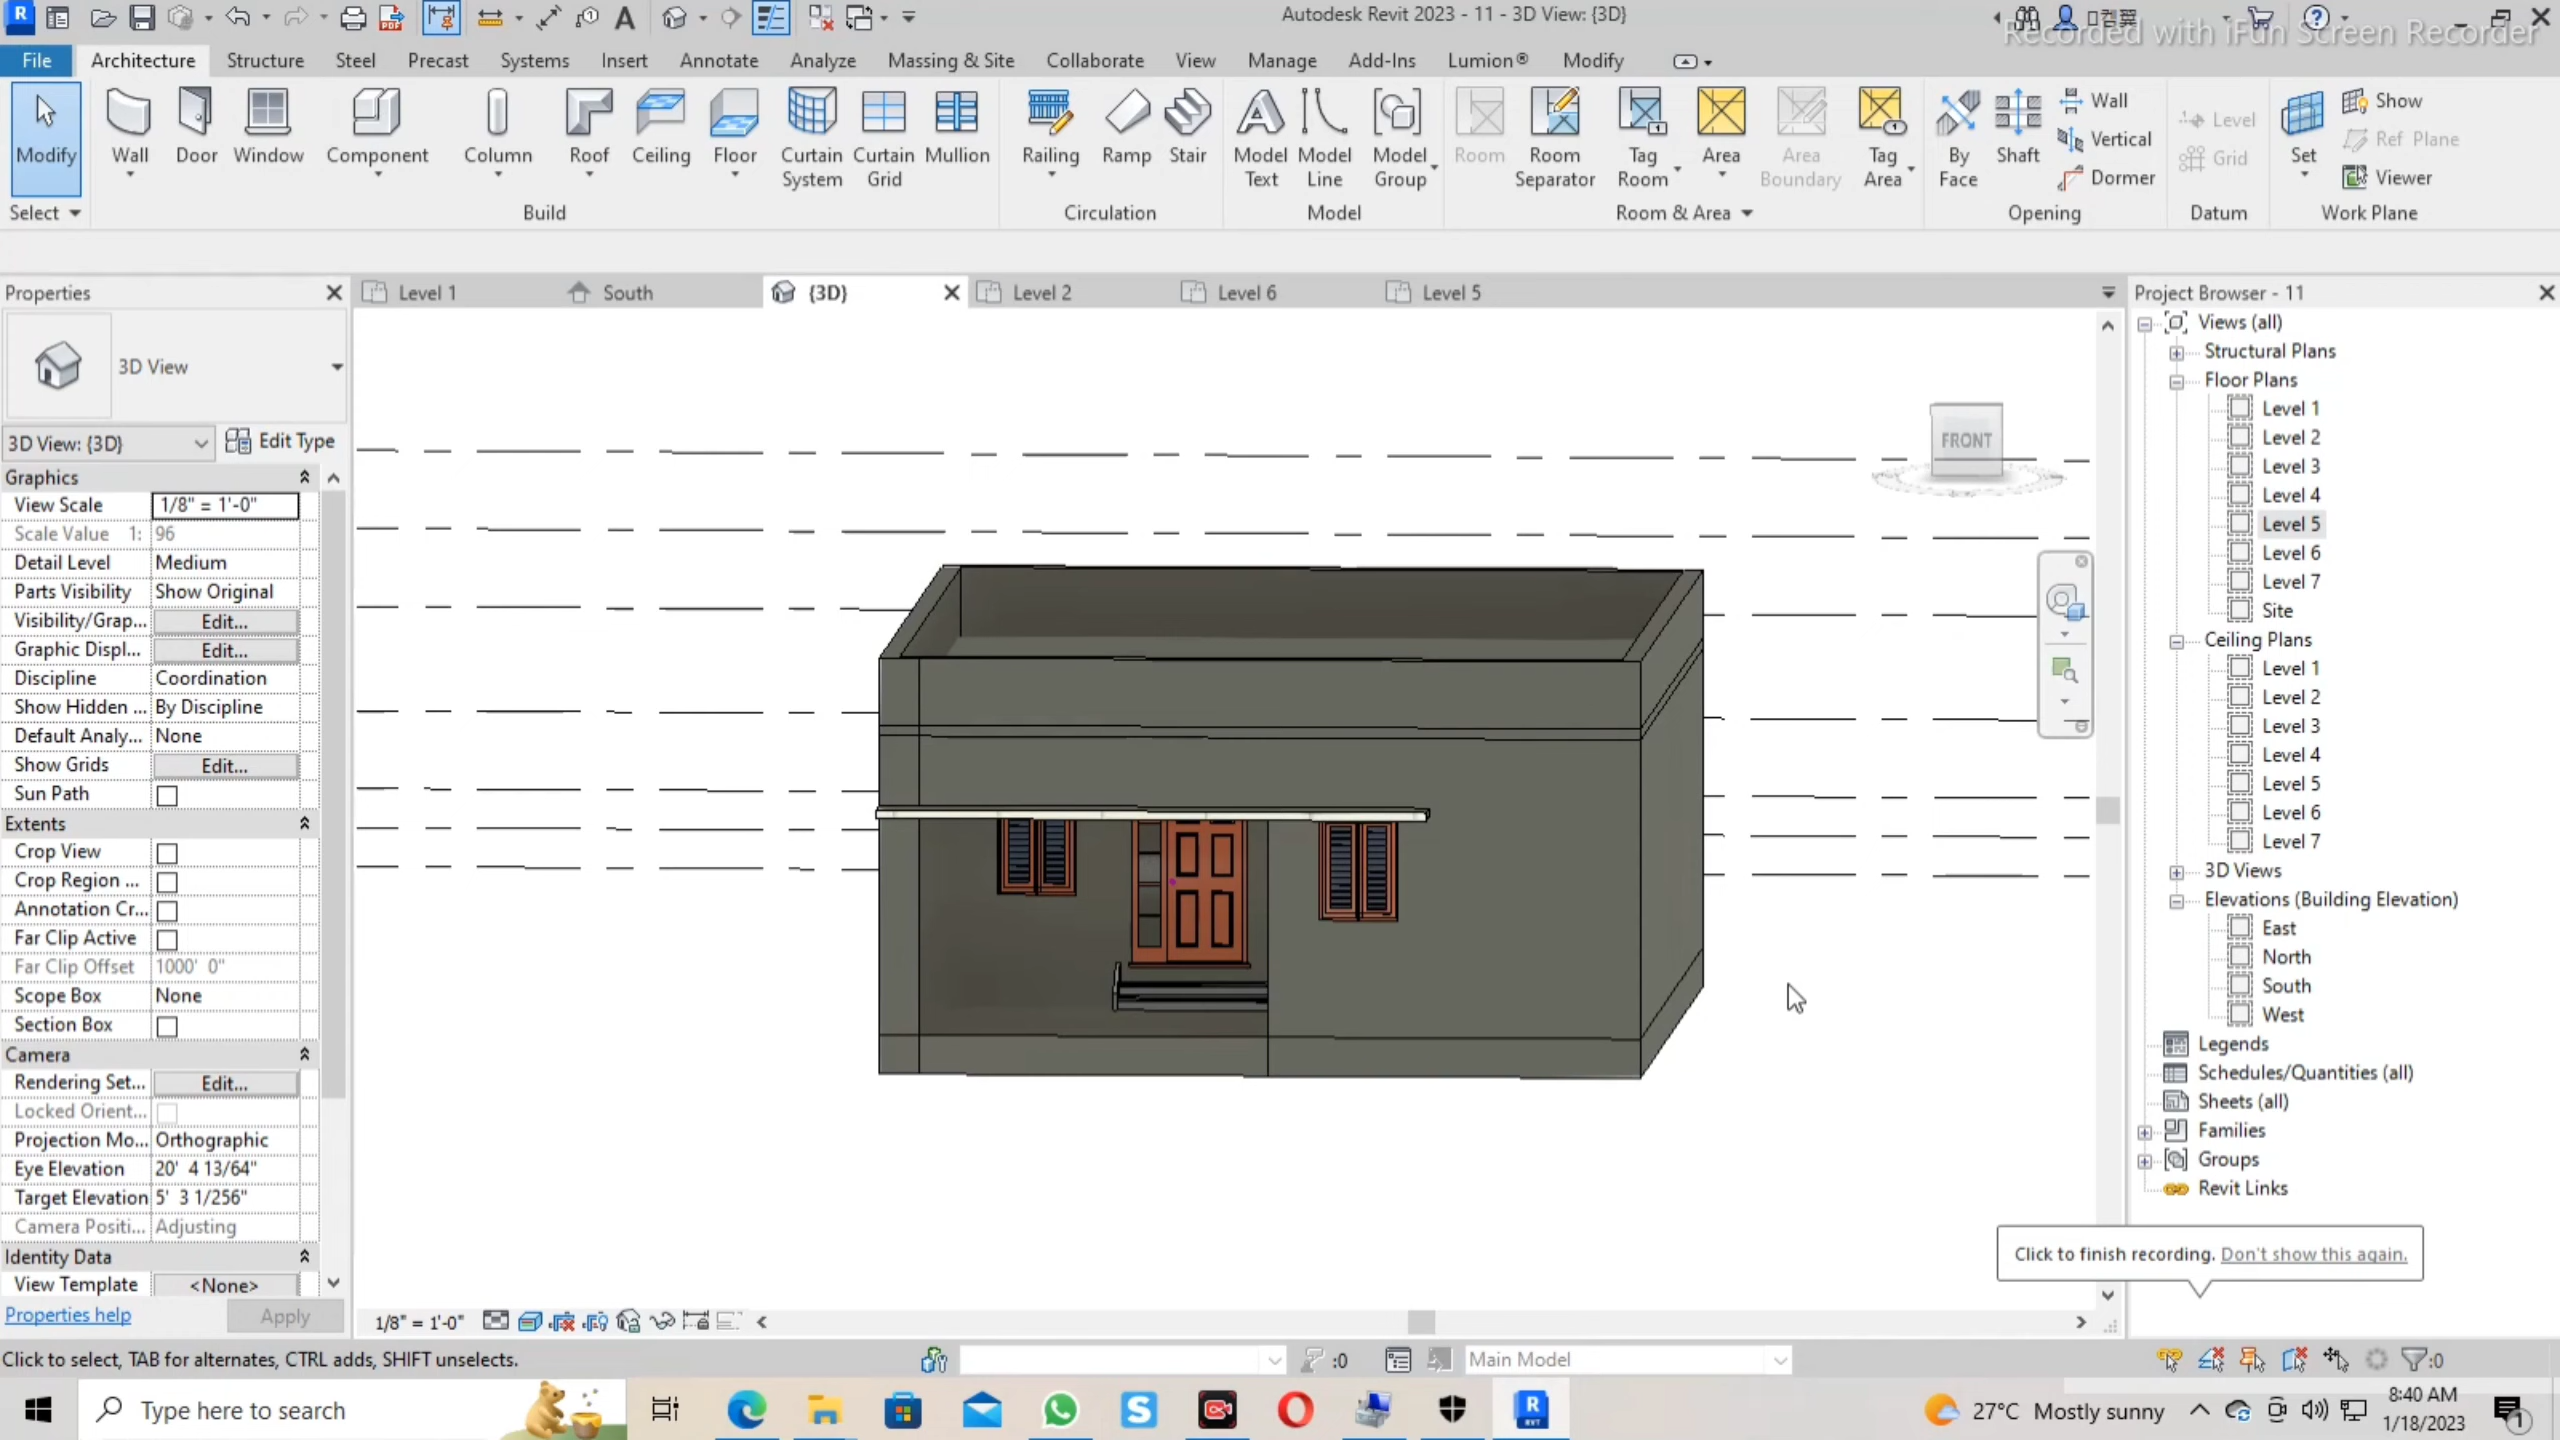 Autodesk Revit 2023 - 11 - 3D View: {3D}
Recorded with iFun Screen Recorder
File Architecture Structure Steel Precast Systems Insert Annotate Analyze Massing & Site Collaborate View Manage Add-Ins Lumion® Modify
Modify Wall Door Window Component Column Roof Ceiling Floor Curtain System Curtain Grid Mullion Railing Ramp Stair Model Text Model Line Model Group Room Room Separator Tag Room Area Area Boundary Tag Area By Face Shaft Wall Vertical Dormer Level Grid Set Show Ref Plane Viewer
Select Build Circulation Model Room & Area Opening Datum Work Plane
Properties
Level 1 South {3D} Level 2 Level 6 Level 5
3D View
3D View: {3D} Edit Type
Graphics
View Scale 1/8" = 1'-0"
Scale Value 1: 96
Detail Level Medium
Parts Visibility Show Original
Visibility/Grap... Edit...
Graphic Displ... Edit...
Discipline Coordination
Show Hidden ... By Discipline
Default Analy... None
Show Grids Edit...
Sun Path
Extents
Crop View
Crop Region ...
Annotation Cr...
Far Clip Active
Far Clip Offset 1000' 0"
Scope Box None
Section Box
Camera
Rendering Set... Edit...
Locked Orient...
Projection Mo... Orthographic
Eye Elevation 20' 4 13/64"
Target Elevation 5' 3 1/256"
Camera Positi... Adjusting
Identity Data
View Template <None>
Properties help Apply
FRONT
Project Browser - 11
Views (all)
Structural Plans
Floor Plans
Level 1
Level 2
Level 3
Level 4
Level 5
Level 6
Level 7
Site
Ceiling Plans
Level 1
Level 2
Level 3
Level 4
Level 5
Level 6
Level 7
3D Views
Elevations (Building Elevation)
East
North
South
West
Legends
Schedules/Quantities (all)
Sheets (all)
Families
Groups
Revit Links
Click to finish recording. Don't show this again.
1/8" = 1'-0"
Click to select, TAB for alternates, CTRL adds, SHIFT unselects.
:0
Main Model
:0
Type here to search
27°C Mostly sunny
8:40 AM
1/18/2023
1